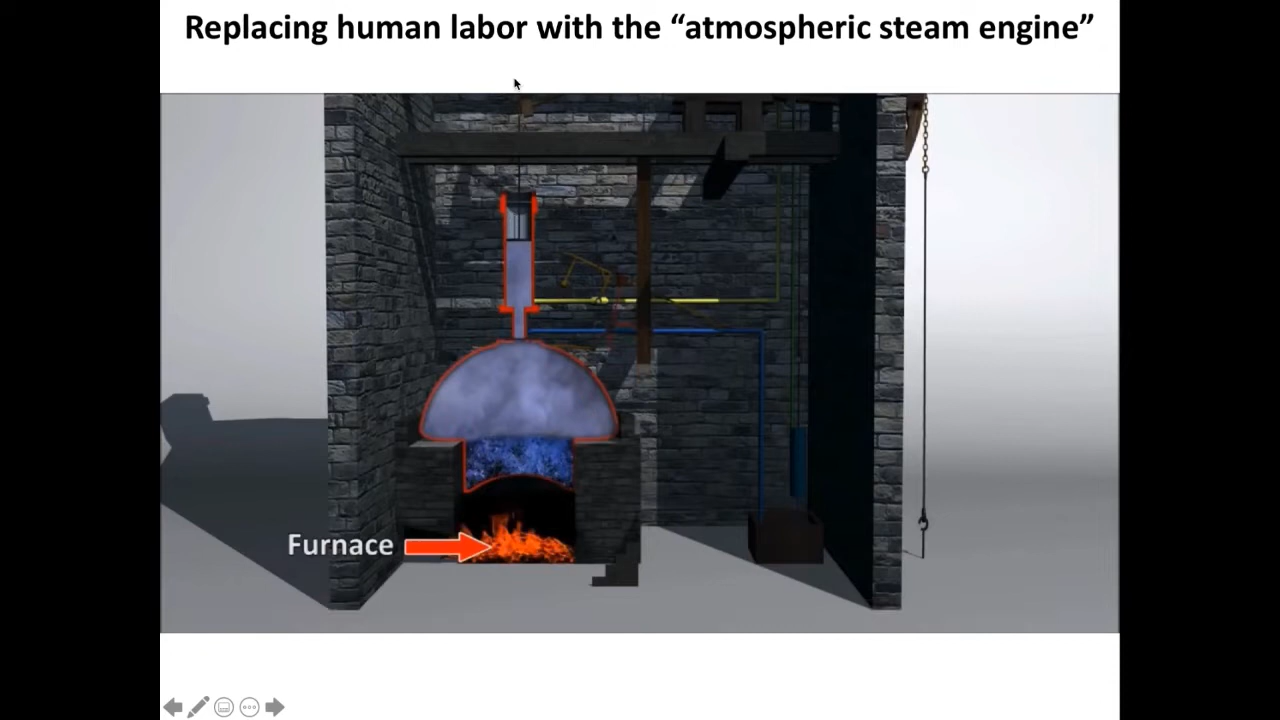 Replacing human labor with the “atmospheric steam engine”
Furnace